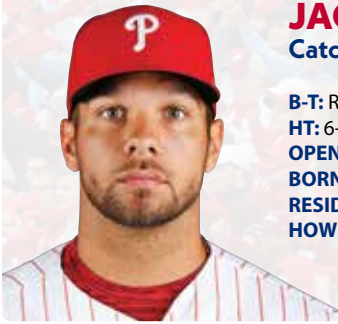 P
JAC
Catc
B-T: R
HT: 6-
OPEN
BORN
RESID
HOW